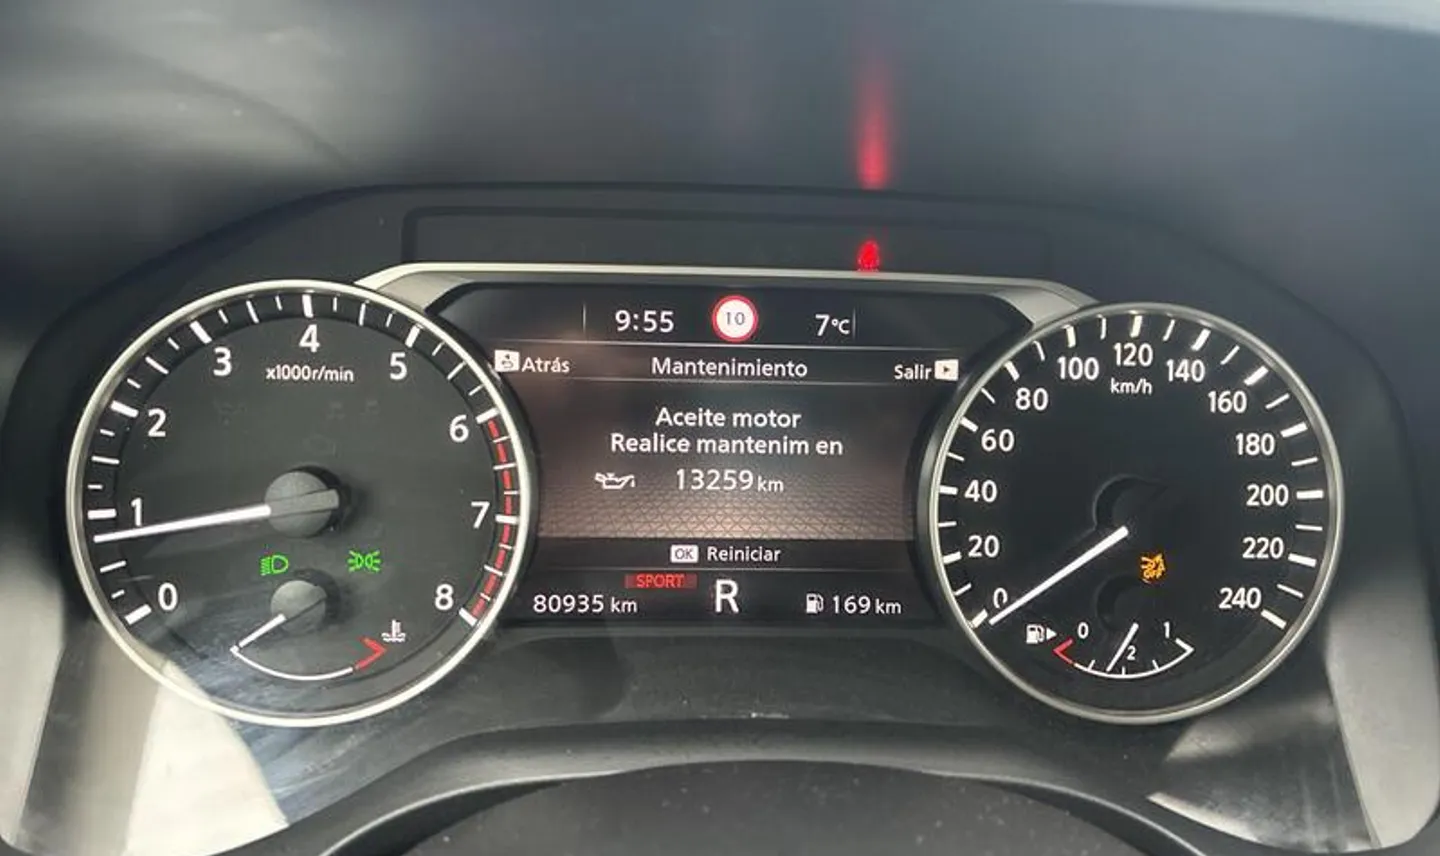 9:55 10 7°C
Atrás Mantenimiento Salir
Aceite motor
Realice mantenim en
13259 km
OK Reiniciar
SPORT
80935 km R 169 km
0 1 2 3 4 5 6 7 8
x1000r/min
0 20 40 60 80 100 120 140 160 180 200 220 240
km/h
0 1
2